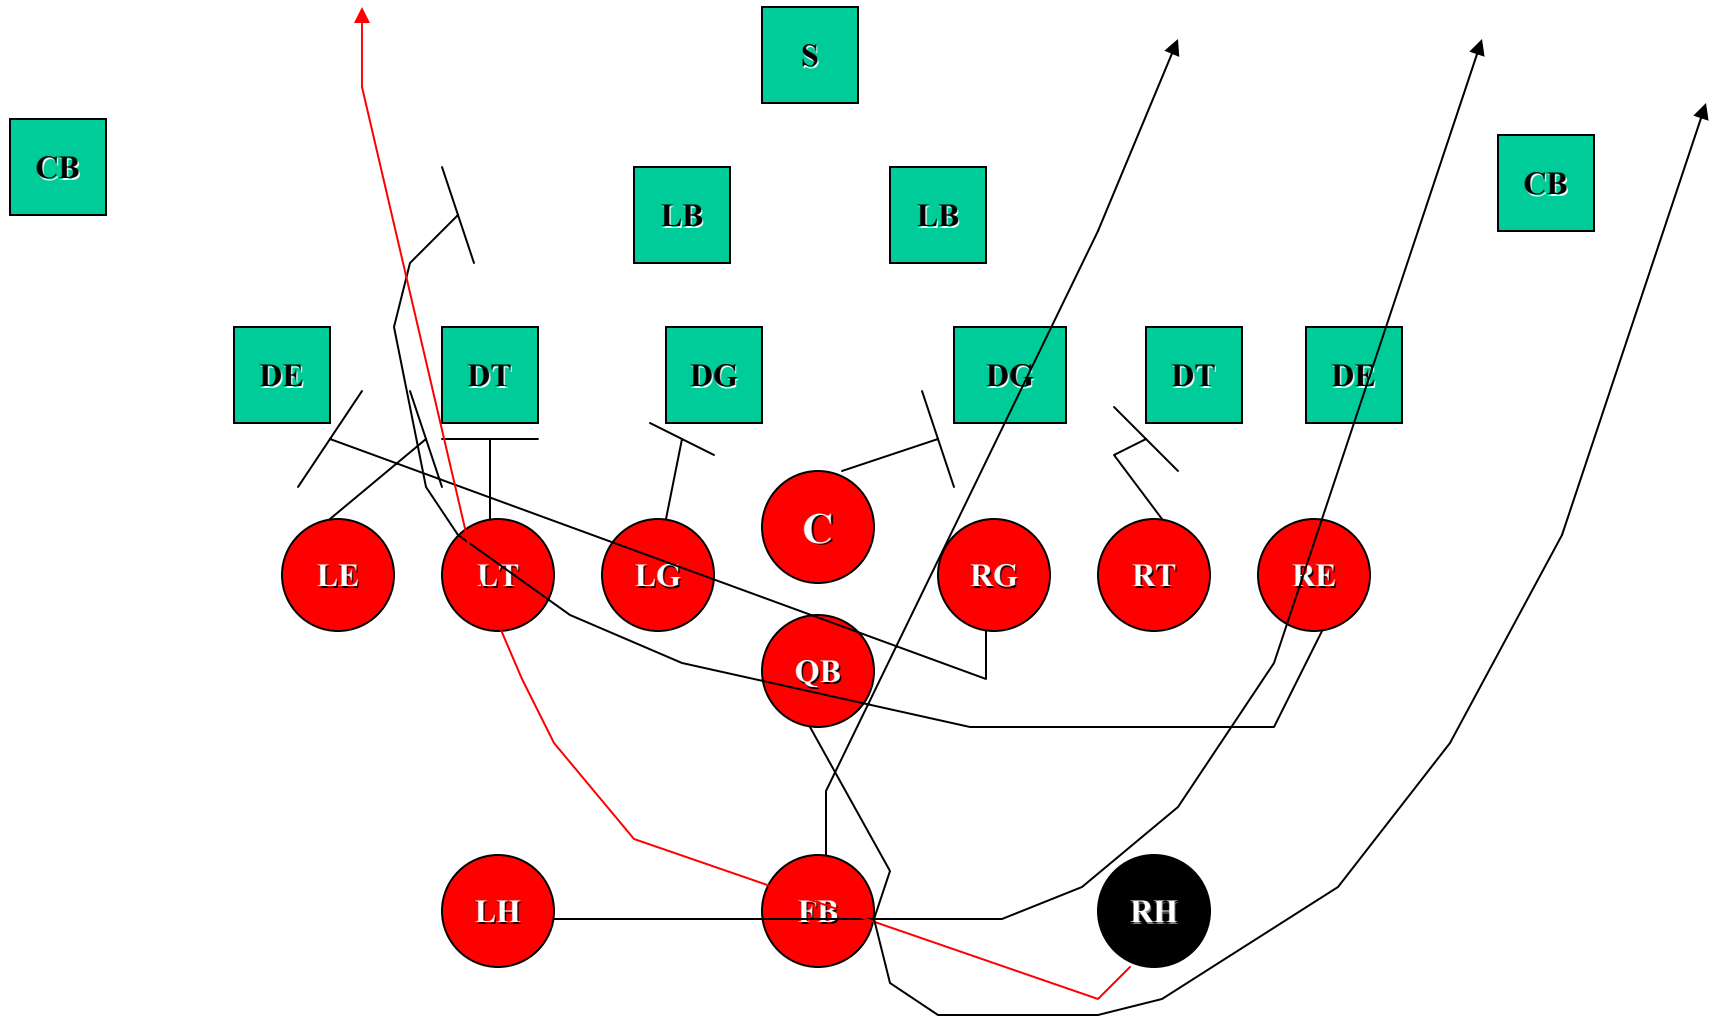 S
CB
CB
LB
LB
DE
DT
DG
DG
DT
DE
C
LE
LT
LG
RG
RT
RE
QB
LH
FB
RH